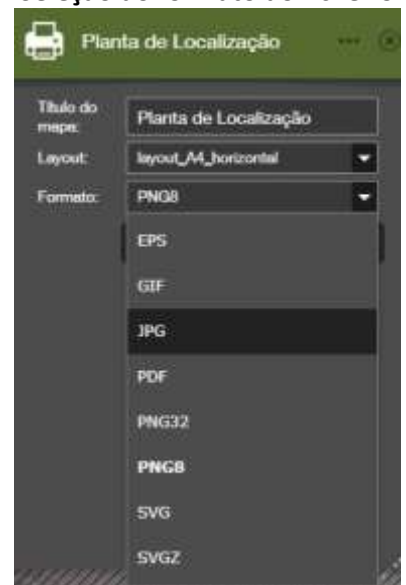 Planta de Localização
Título do
mapa:
Planta de Localização
Layout:
layout_A4_horizontal
Formato:
PNG8
EPS
GIF
JPG
PDF
PNG32
PNG8
SVG
SVGZ